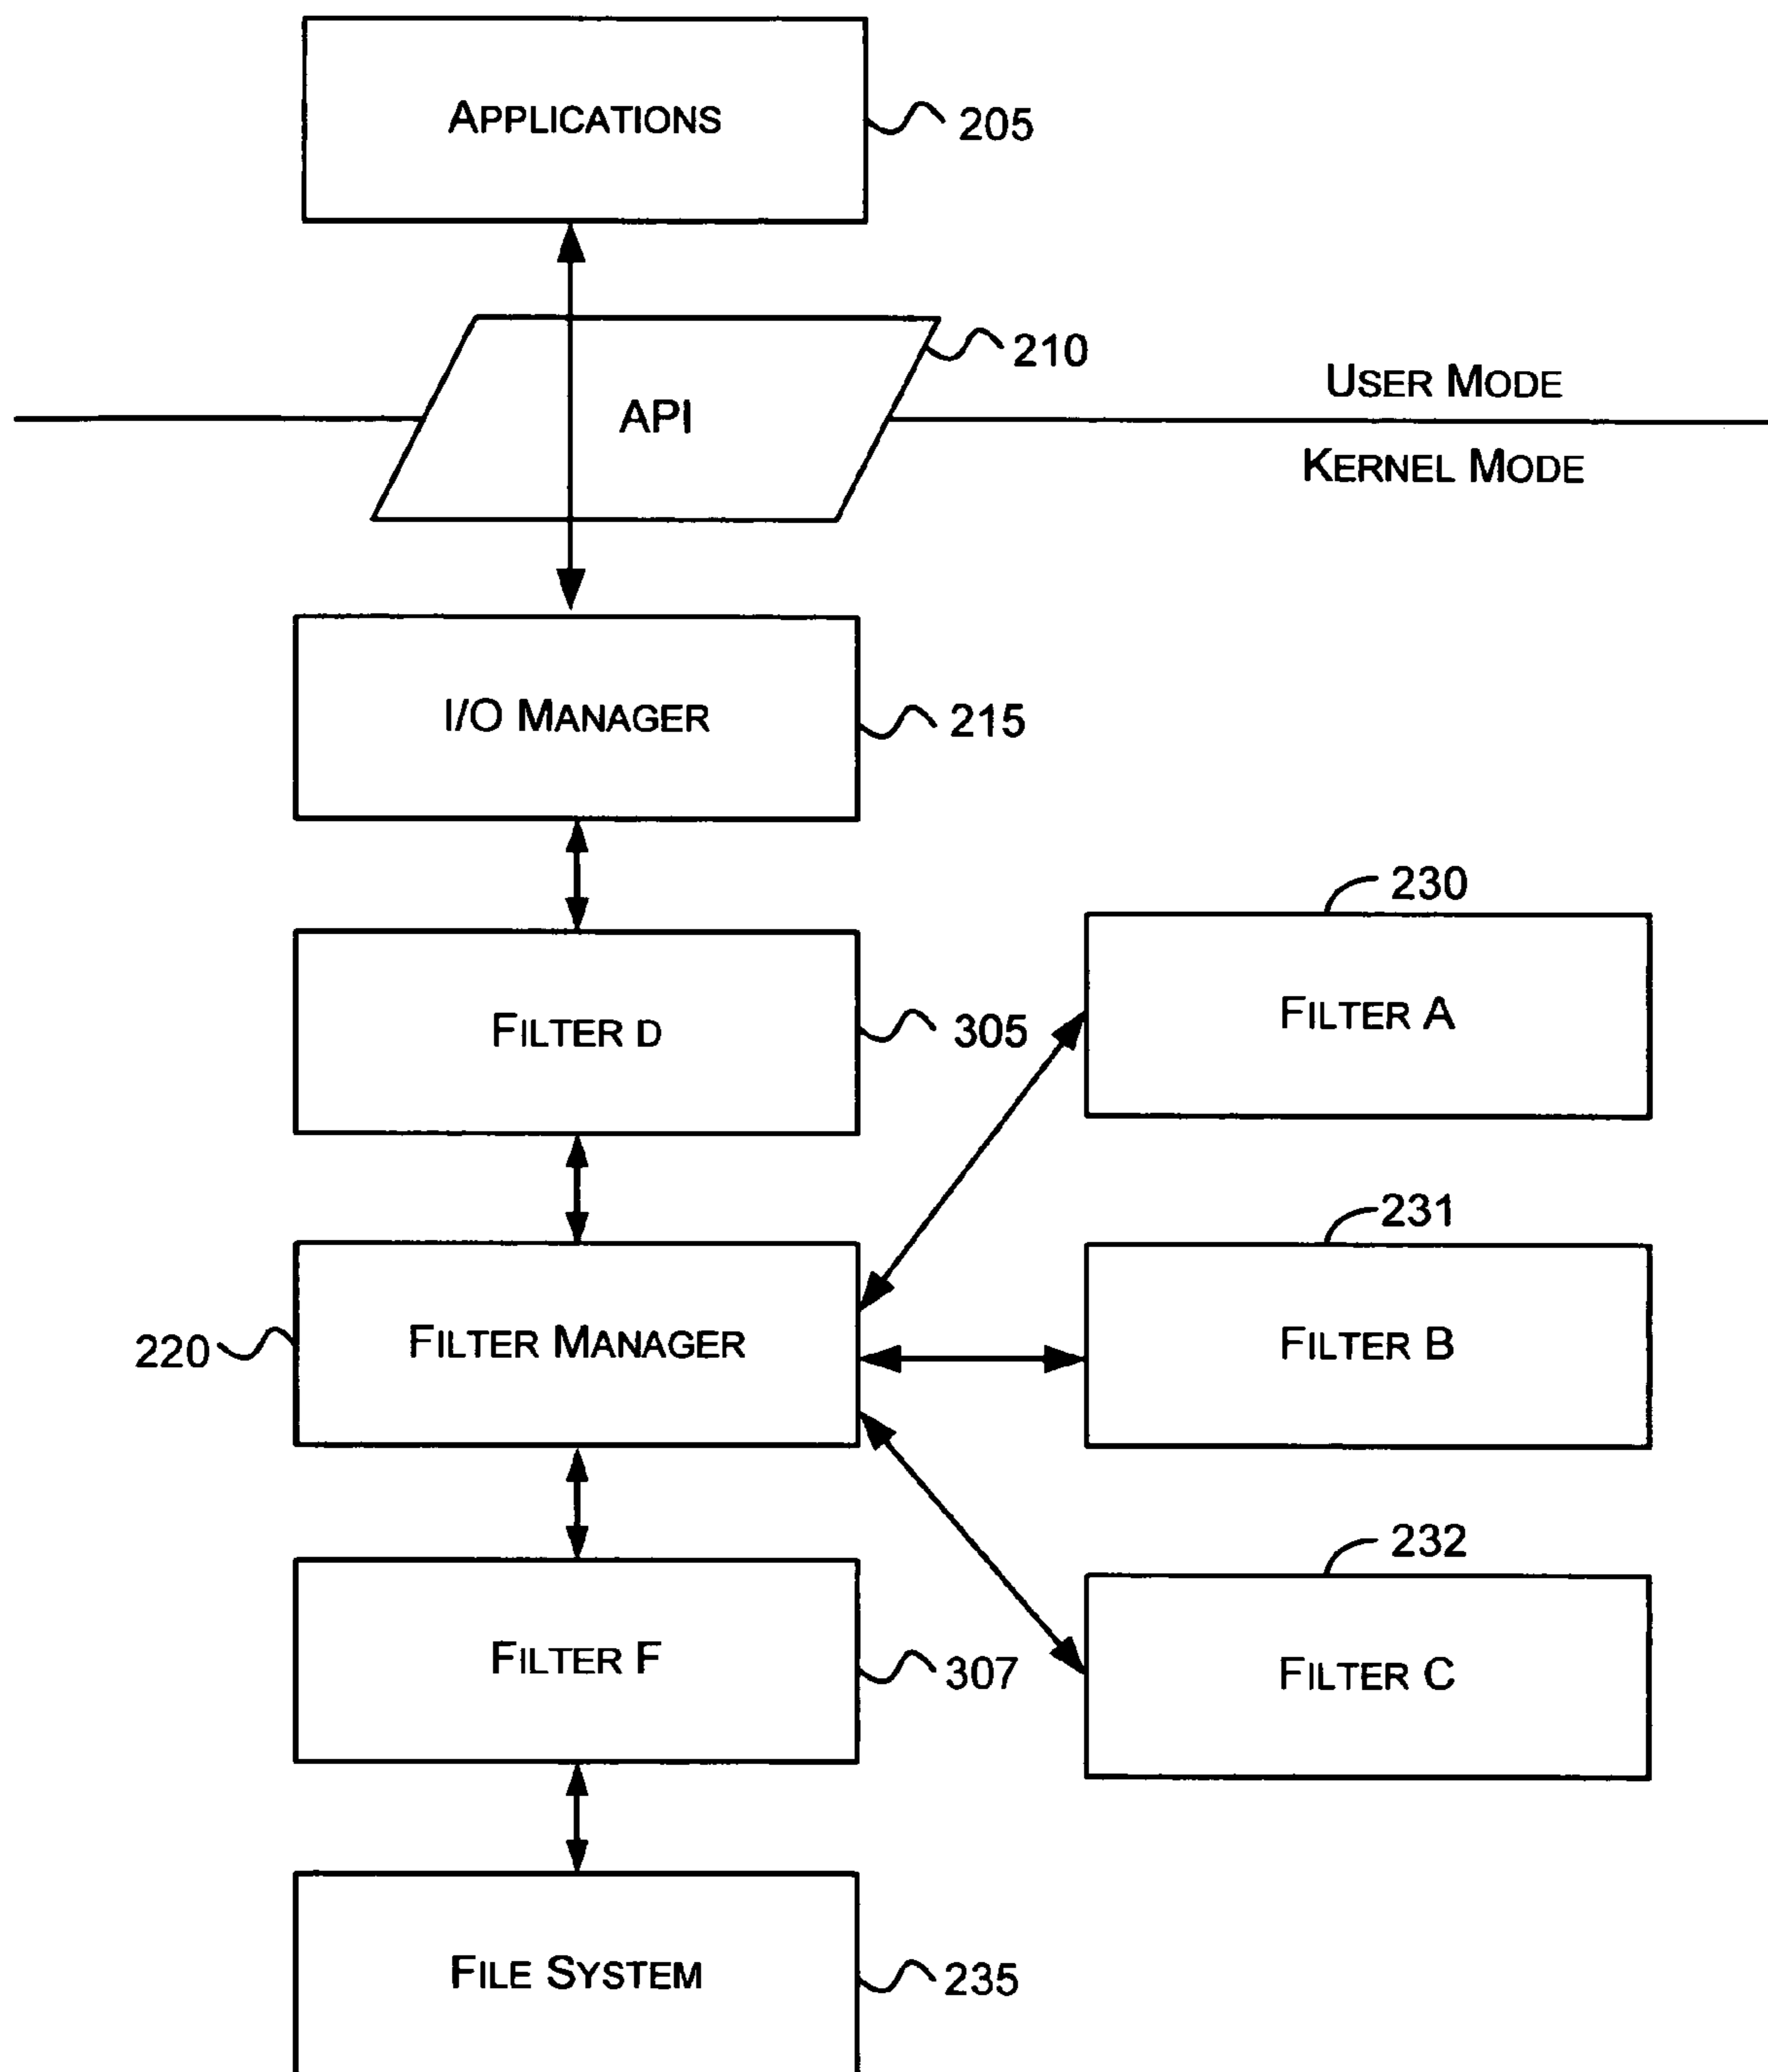 APPLICATIONS
205
210
API
USER MODE
KERNEL MODE
I/O MANAGER
215
230
FILTER D
305
FILTER A
231
220
FILTER MANAGER
FILTER B
232
FILTER F
307
FILTER C
FILE SYSTEM
235